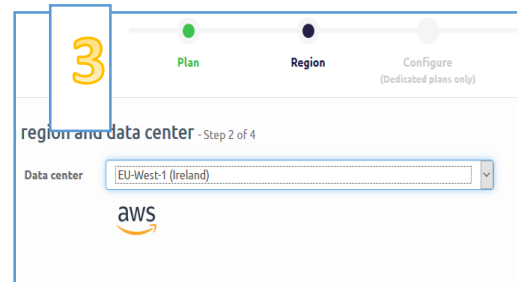 3
Plan Region Configure
(Dedicated plans only)
region and data center - Step 2 of 4
Data center EU-West-1 (Ireland)
aws